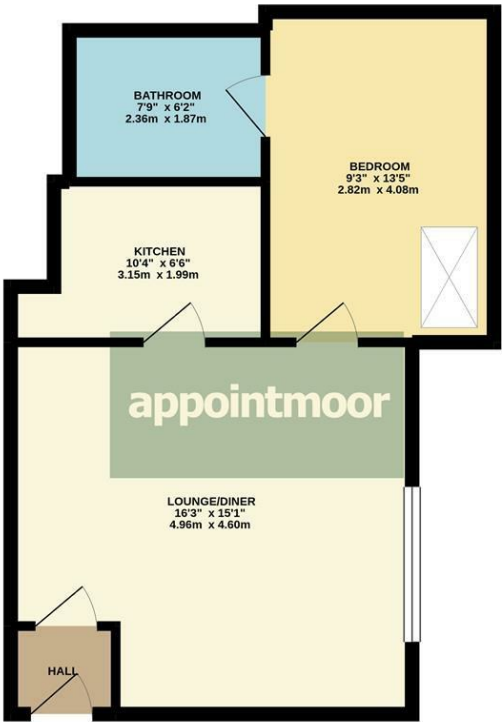 BATHROOM
7'9" x 6'2"
2.36m x 1.87m
BEDROOM
9'3" x 13'5"
2.82m x 4.08m
KITCHEN
10'4" x 6'6"
3.15m x 1.99m
appointmoor
LOUNGE/DINER
16'3" x 15'1"
4.96m x 4.60m
HALL